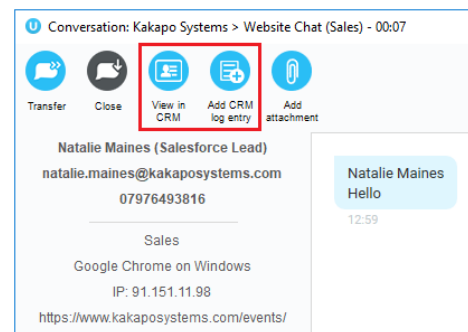 Conversation: Kakapo Systems > Website Chat (Sales) - 00:07
Transfer
Close
View in
CRM
Add CRM
log entry
Add
attachment
Natalie Maines (Salesforce Lead)
natalie.maines@kakaposystems.com
07976493816
Sales
Google Chrome on Windows
IP: 91.151.11.98
https://www.kakaposystems.com/events/
Natalie Maines
Hello
12:59